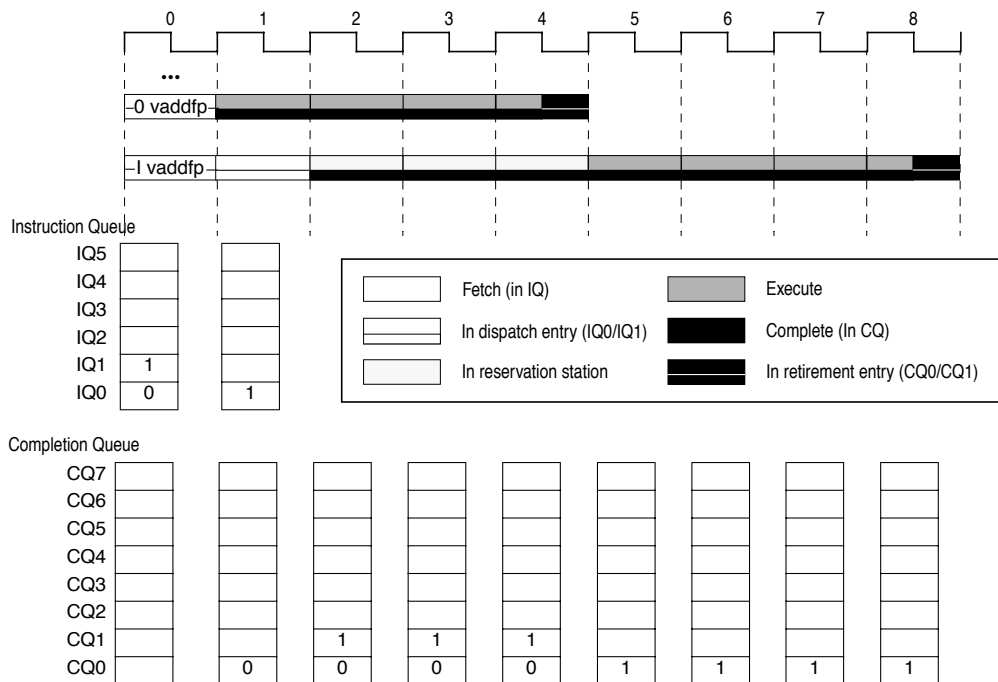 0 1 2 3 4 5 6 7 8
...
0 vaddfp
I vaddfp
Instruction Queue
IQ5
IQ4
IQ3
IQ2
IQ1 1
IQ0 0 1
Fetch (in IQ) Execute
In dispatch entry (IQ0/IQ1) Complete (In CQ)
In reservation station In retirement entry (CQ0/CQ1)
Completion Queue
CQ7
CQ6
CQ5
CQ4
CQ3
CQ2
CQ1 1 1 1
CQ0 0 0 0 0 1 1 1 1